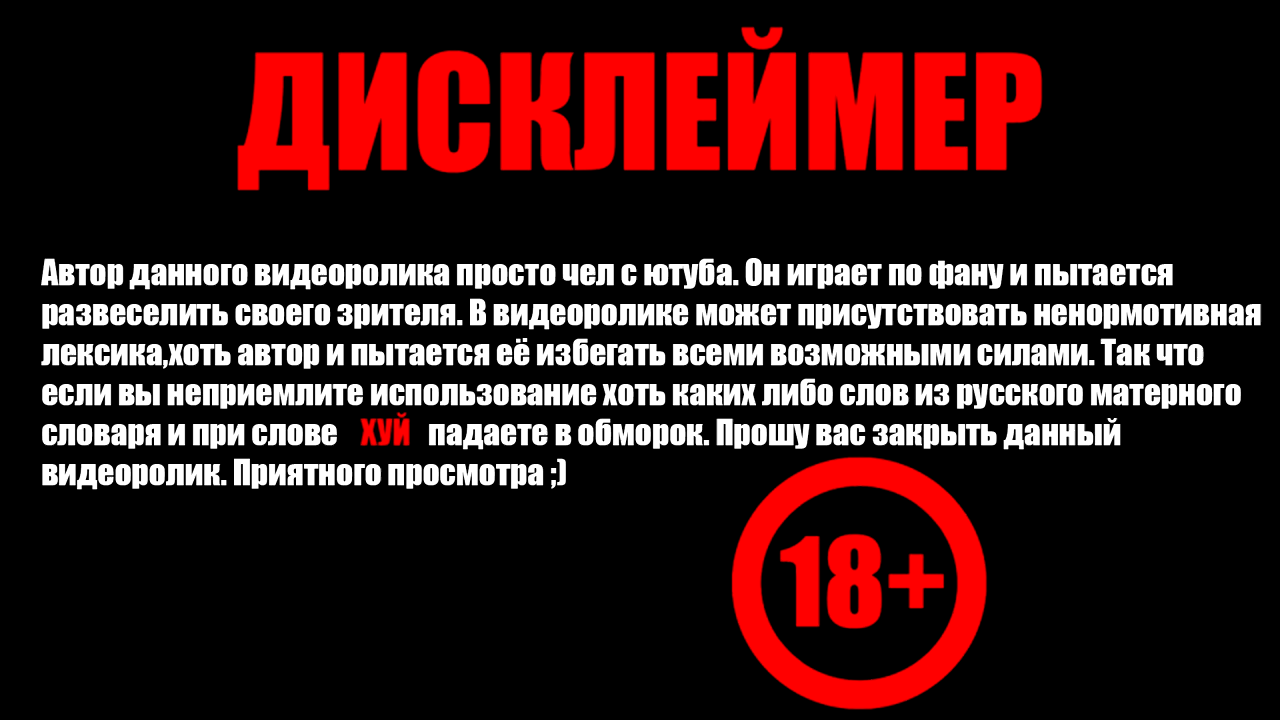 ДИСКЛЕЙМЕР
Автор данного видеоролика просто чел с ютуба. Он играет по фану и пытается
развеселить своего зрителя. В видеоролике может присутствовать ненормотивная
лексика,хоть автор и пытается её избегать всеми возможными силами. Так что
если вы неприемлите использование хоть каких либо слов из русского матерного
словаря и при слове ХУЙ падаете в обморок. Прошу вас закрыть данный
видеоролик. Приятного просмотра ;)
18+